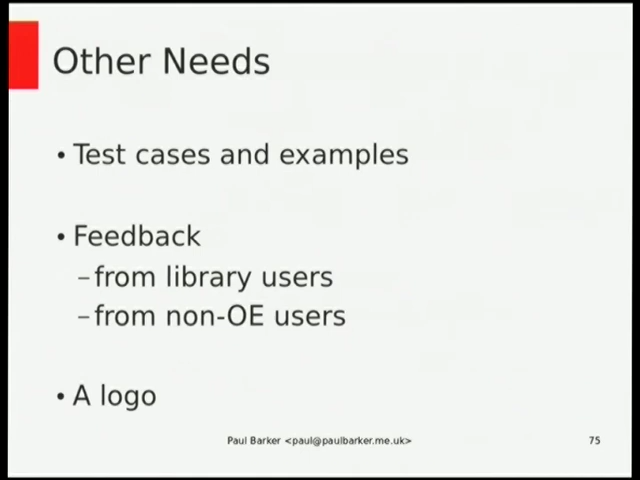 Other Needs
• Test cases and examples
• Feedback
–from library users
–from non-OE users
• A logo
Paul Barker <paul@paulbarker.me.uk>
75